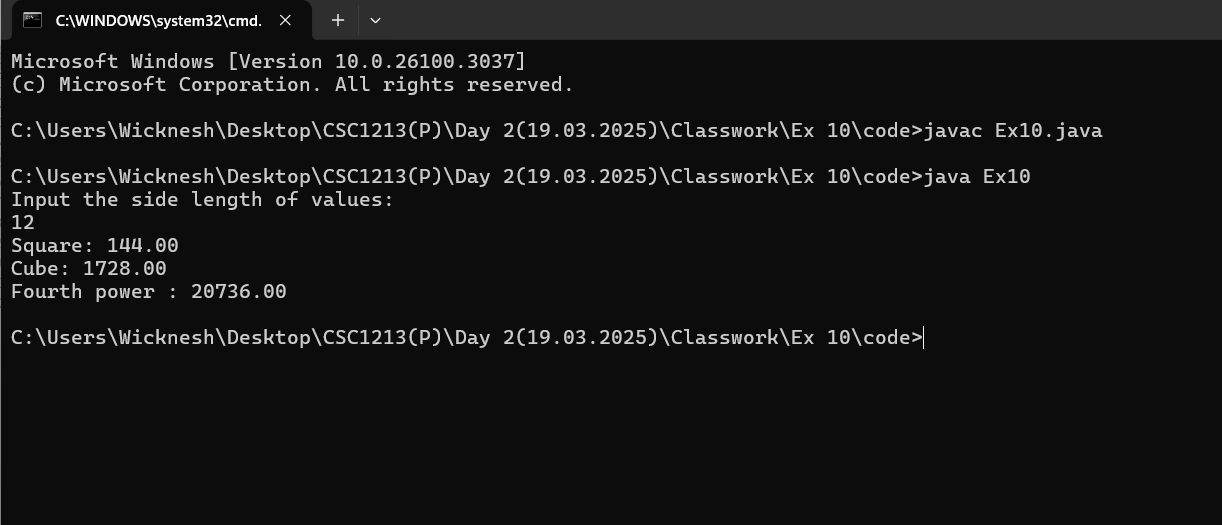 C:\WINDOWS\system32\cmd.
Microsoft Windows [Version 10.0.26100.3037]
(c) Microsoft Corporation. All rights reserved.
C:\Users\Wicknesh\Desktop\CSC1213(P)\Day 2(19.03.2025)\Classwork\Ex 10\code>javac Ex10.java
C:\Users\Wicknesh\Desktop\CSC1213(P)\Day 2(19.03.2025)\Classwork\Ex 10\code>java Ex10
Input the side length of values:
12
Square: 144.00
Cube: 1728.00
Fourth power : 20736.00
C:\Users\Wicknesh\Desktop\CSC1213(P)\Day 2(19.03.2025)\Classwork\Ex 10\code>